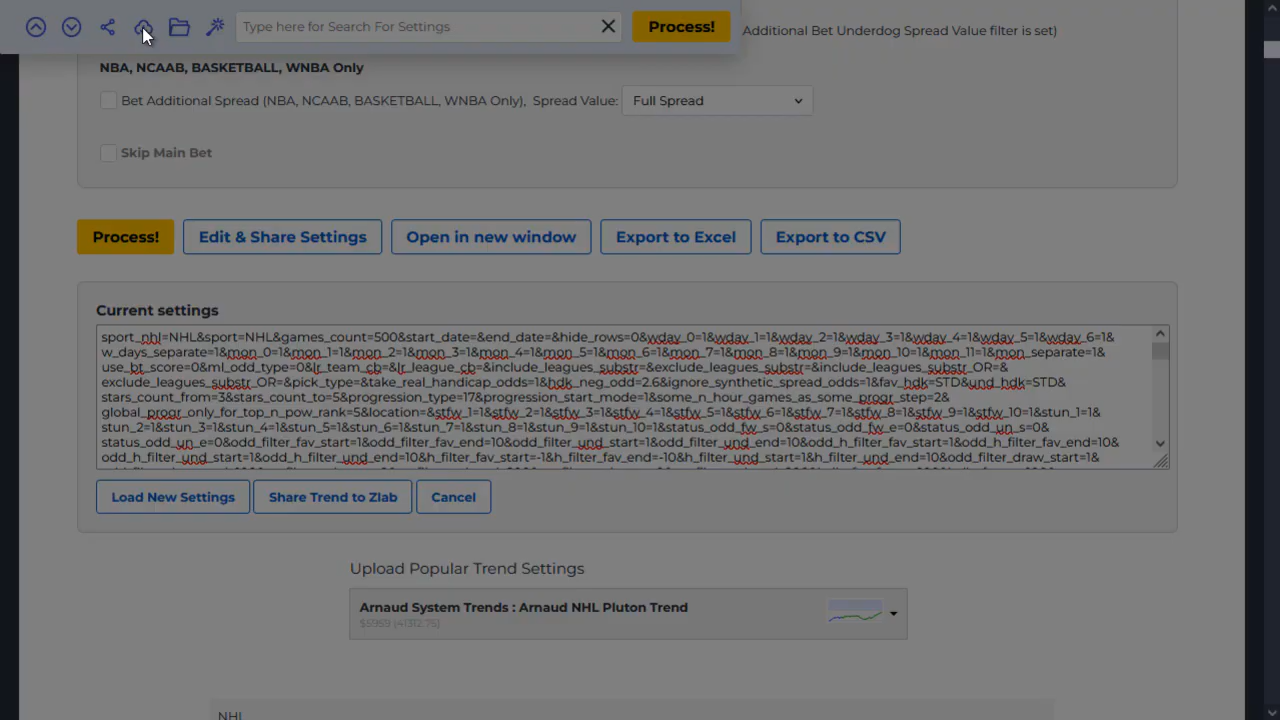 Type here for Search For Settings
Process!
Additional Bet Underdog Spread Value filter is set)
NBA, NCAAB, BASKETBALL, WNBA Only
Bet Additional Spread (NBA, NCAAB, BASKETBALL, WNBA Only), Spread Value: Full Spread
Skip Main Bet
Process! Edit & Share Settings Open in new window Export to Excel Export to CSV
Current settings
sport_nhl=NHL&sport=NHL&games_count=500&start_date=&end_date=&hide_rows=0&wday_0=1&wday_1=1&wday_2=1&wday_3=1&wday_4=1&wday_5=1&wday_6=1&
w_days_separate=1&mon_0=1&mon_1=1&mon_2=1&mon_3=1&mon_4=1&mon_5=1&mon_6=1&mon_7=1&mon_8=1&mon_9=1&mon_10=1&mon_11=1&mon_separate=1&
use_bt_score=0&ml_odd_type=0&lr_team_cb=&lr_league_cb=&include_leagues_substr=&exclude_leagues_substr=&include_leagues_substr_OR=&
exclude_leagues_substr_OR=&pick_type=&take_real_handicap_odds=1&hdk_neg_odd=2.6&ignore_synthetic_spread_odds=1&fav_hdk=STD&und_hdk=STD&
stars_count_from=3&stars_count_to=5&progression_type=17&progression_start_mode=1&some_n_hour_games_as_some_progr_step=2&
global_progr_only_for_top_n_pow_rank=5&location=&stfw_1=1&stfw_2=1&stfw_3=1&stfw_4=1&stfw_5=1&stfw_6=1&stfw_7=1&stfw_8=1&stfw_9=1&stfw_10=1&stun_1=1&
stun_2=1&stun_3=1&stun_4=1&stun_5=1&stun_6=1&stun_7=1&stun_8=1&stun_9=1&stun_10=1&status_odd_fw_s=0&status_odd_fw_e=0&status_odd_un_s=0&
status_odd_un_e=0&odd_filter_fav_start=1&odd_filter_fav_end=10&odd_filter_und_start=1&odd_filter_und_end=10&odd_h_filter_fav_start=1&odd_h_filter_fav_end=10&
odd_h_filter_und_start=1&odd_h_filter_und_end=10&h_filter_fav_start=-1&h_filter_fav_end=-10&h_filter_und_start=1&h_filter_und_end=10&odd_filter_draw_start=1&
Load New Settings Share Trend to Zlab Cancel
Upload Popular Trend Settings
Arnaud System Trends : Arnaud NHL Pluton Trend
$5959 (41312.75)
NHL